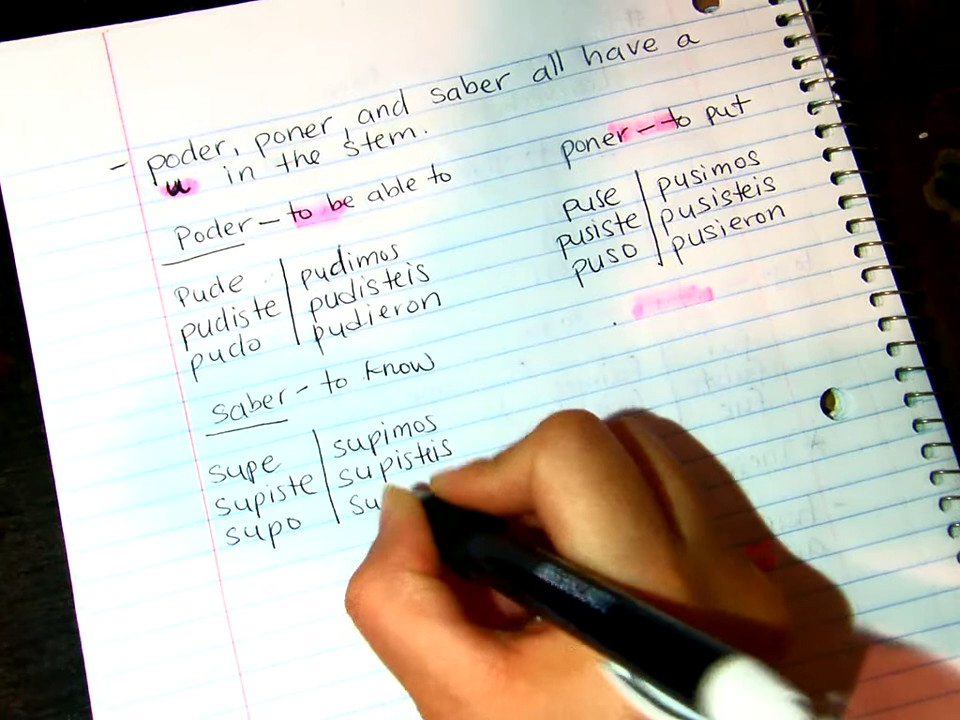 - poder, poner, and saber all have a
u in the stem.
Poder - to be able to
pude | pudimos
pudiste | pudisteis
pudo | pudieron
poner - to put
puse | pusimos
pusiste | pusisteis
puso | pusieron
saber - to know
supe | supimos
supiste | supisteis
supo | su